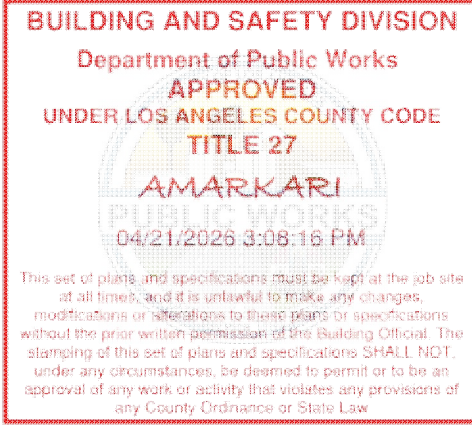 BUILDING AND SAFETY DIVISION
Department of Public Works
APPROVED
UNDER LOS ANGELES COUNTY CODE
TITLE 27
AMARKARI
PUBLIC WORKS
04/21/2026 3:08:16 PM
This set of plans and specifications must be kept at the job site
at all times, and it is unlawful to make any changes,
modifications or alterations to these plans or specifications
without the prior written permission of the Building Official. The
stamping of this set of plans and specifications SHALL NOT,
under any circumstances, be deemed to permit or to be an
approval of any work or activity that violates any provisions of
any County Ordinance or State Law